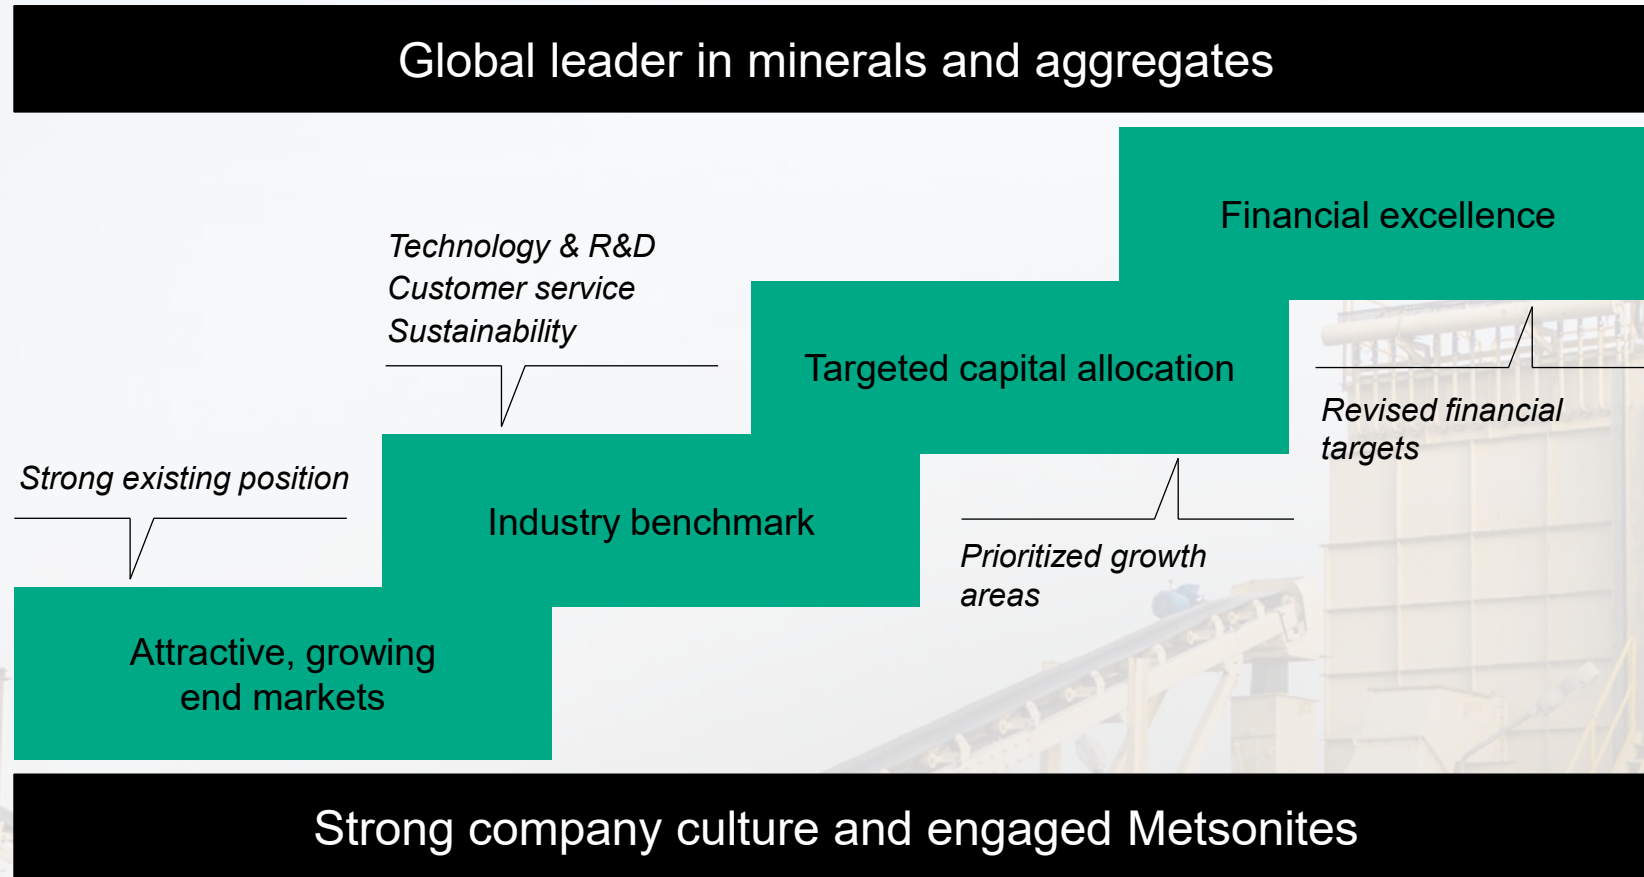 Global leader in minerals and aggregates
Financial excellence
Technology & R&D
Customer service
Sustainability
Targeted capital allocation
Revised financial
targets
Strong existing position
Industry benchmark
Prioritized growth
areas
Attractive, growing
end markets
Strong company culture and engaged Metsonites